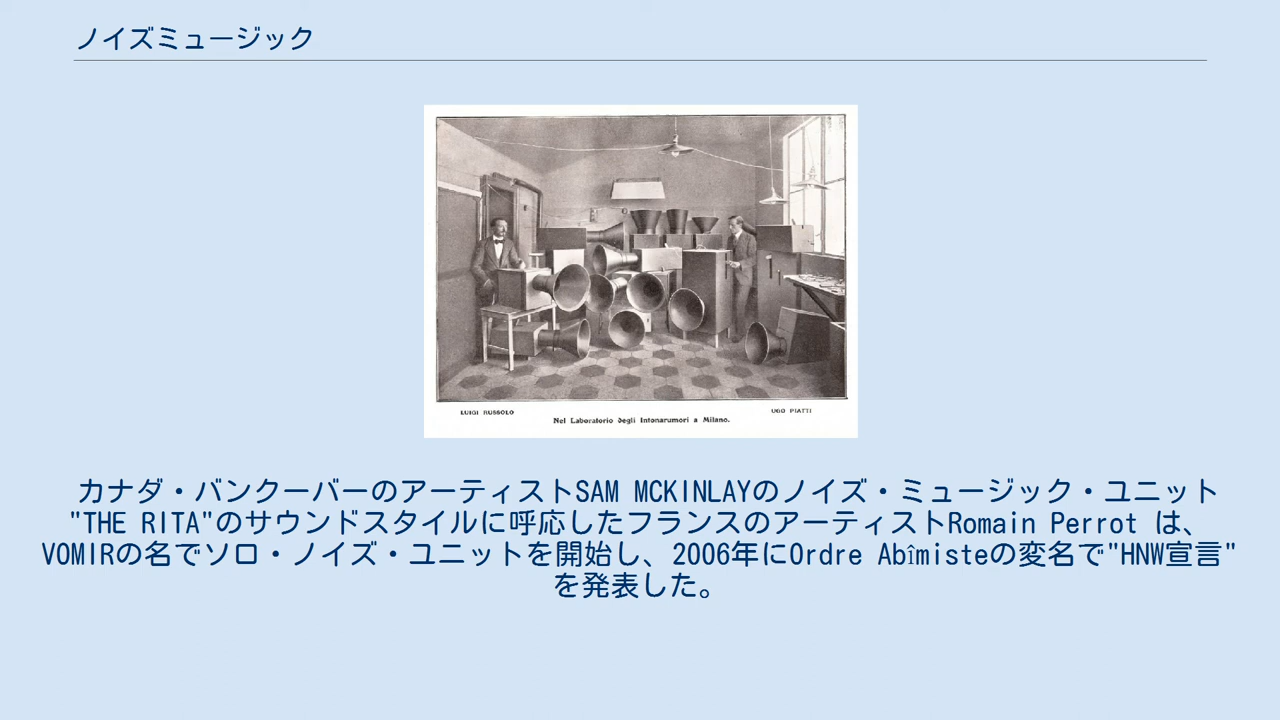 ノイズミュージック
LUIGI RUSSOLO
UGO PIATTI
Nel Laboratorio degli Intonarumori a Milano.
カナダ・バンクーバーのアーティストSAM MCKINLAYのノイズ・ミュージック・ユニット
"THE RITA"のサウンドスタイルに呼応したフランスのアーティストRomain Perrot は、
VOMIRの名でソロ・ノイズ・ユニットを開始し、2006年にOrdre Abîmisteの変名で"HNW宣言"
を発表した。